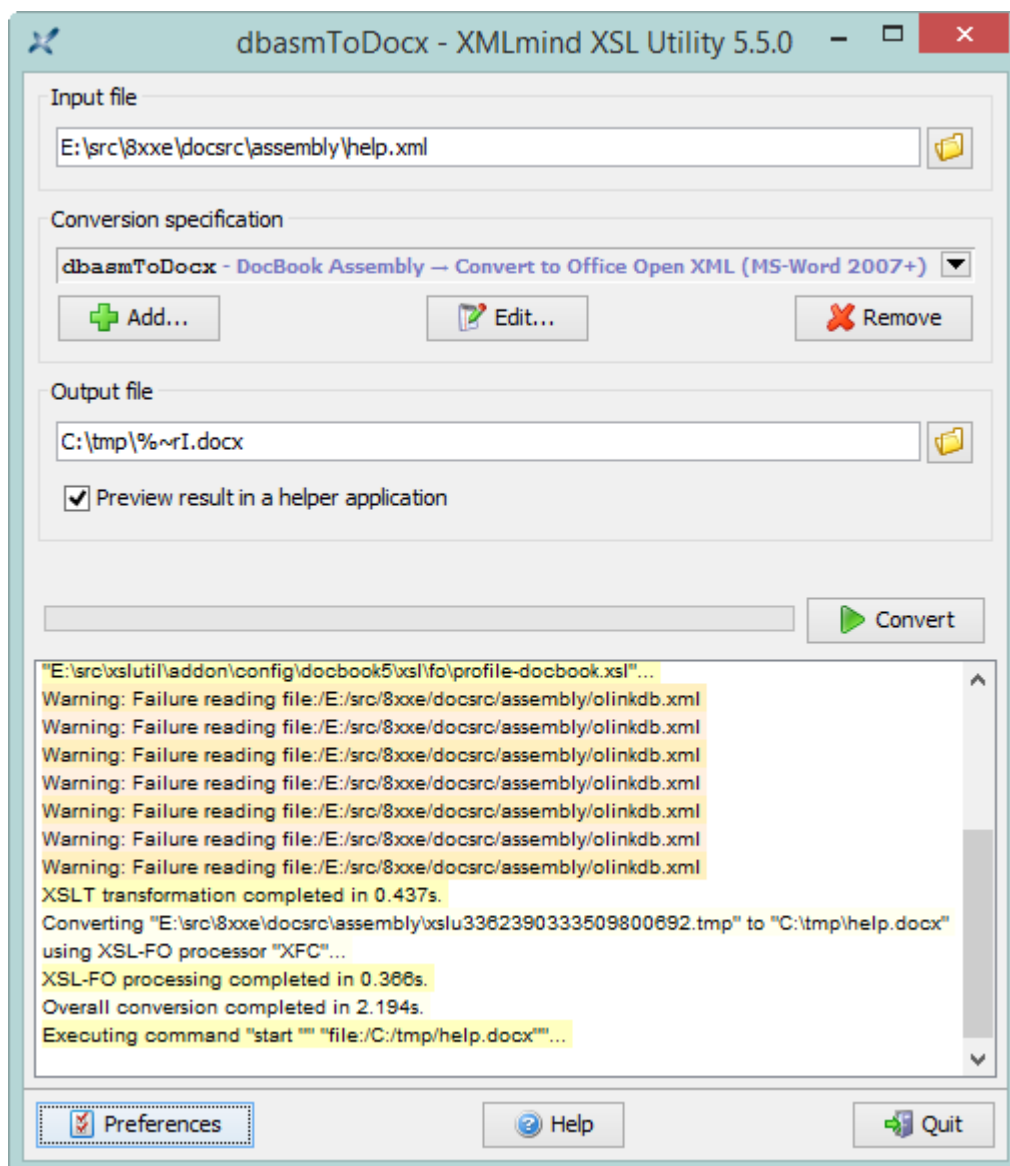 dbasmToDocx - XMLmind XSL Utility 5.5.0
Input file
E:\src\8xxe\docsrc\assembly\help.xml
Conversion specification
dbasmToDocx - DocBook Assembly → Convert to Office Open XML (MS-Word 2007+)
Add...
Edit...
Remove
Output file
C:\tmp\%~rI.docx
Preview result in a helper application
Convert
"E:\src\xslutil\addon\config\docbook5\xsl\fo\profile-docbook.xsl"...
Warning: Failure reading file:/E:/src/8xxe/docsrc/assembly/olinkdb.xml
Warning: Failure reading file:/E:/src/8xxe/docsrc/assembly/olinkdb.xml
Warning: Failure reading file:/E:/src/8xxe/docsrc/assembly/olinkdb.xml
Warning: Failure reading file:/E:/src/8xxe/docsrc/assembly/olinkdb.xml
Warning: Failure reading file:/E:/src/8xxe/docsrc/assembly/olinkdb.xml
Warning: Failure reading file:/E:/src/8xxe/docsrc/assembly/olinkdb.xml
Warning: Failure reading file:/E:/src/8xxe/docsrc/assembly/olinkdb.xml
XSLT transformation completed in 0.437s.
Converting "E:\src\8xxe\docsrc\assembly\xslu3362390333509800692.tmp" to "C:\tmp\help.docx"
using XSL-FO processor "XFC"...
XSL-FO processing completed in 0.366s.
Overall conversion completed in 2.194s.
Executing command "start "" "file:/C:/tmp/help.docx""...
Preferences
Help
Quit